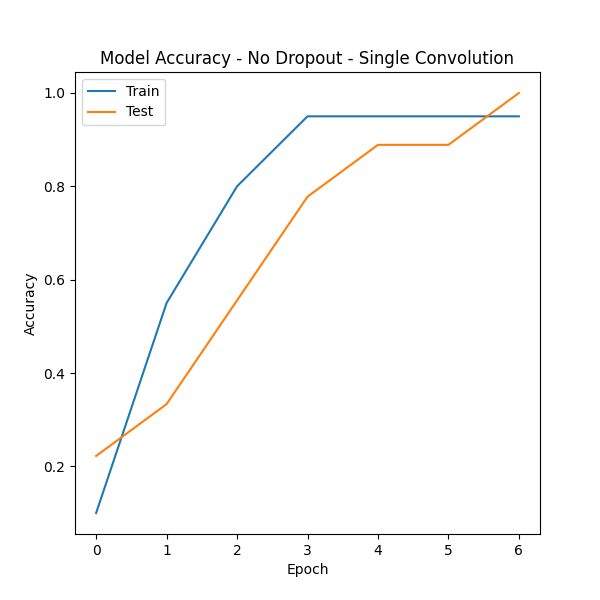 Model Accuracy - No Dropout - Single Convolution
Train
Test
1.0
0.8
0.6
0.4
0.2
Accuracy
0 1 2 3 4 5 6
Epoch